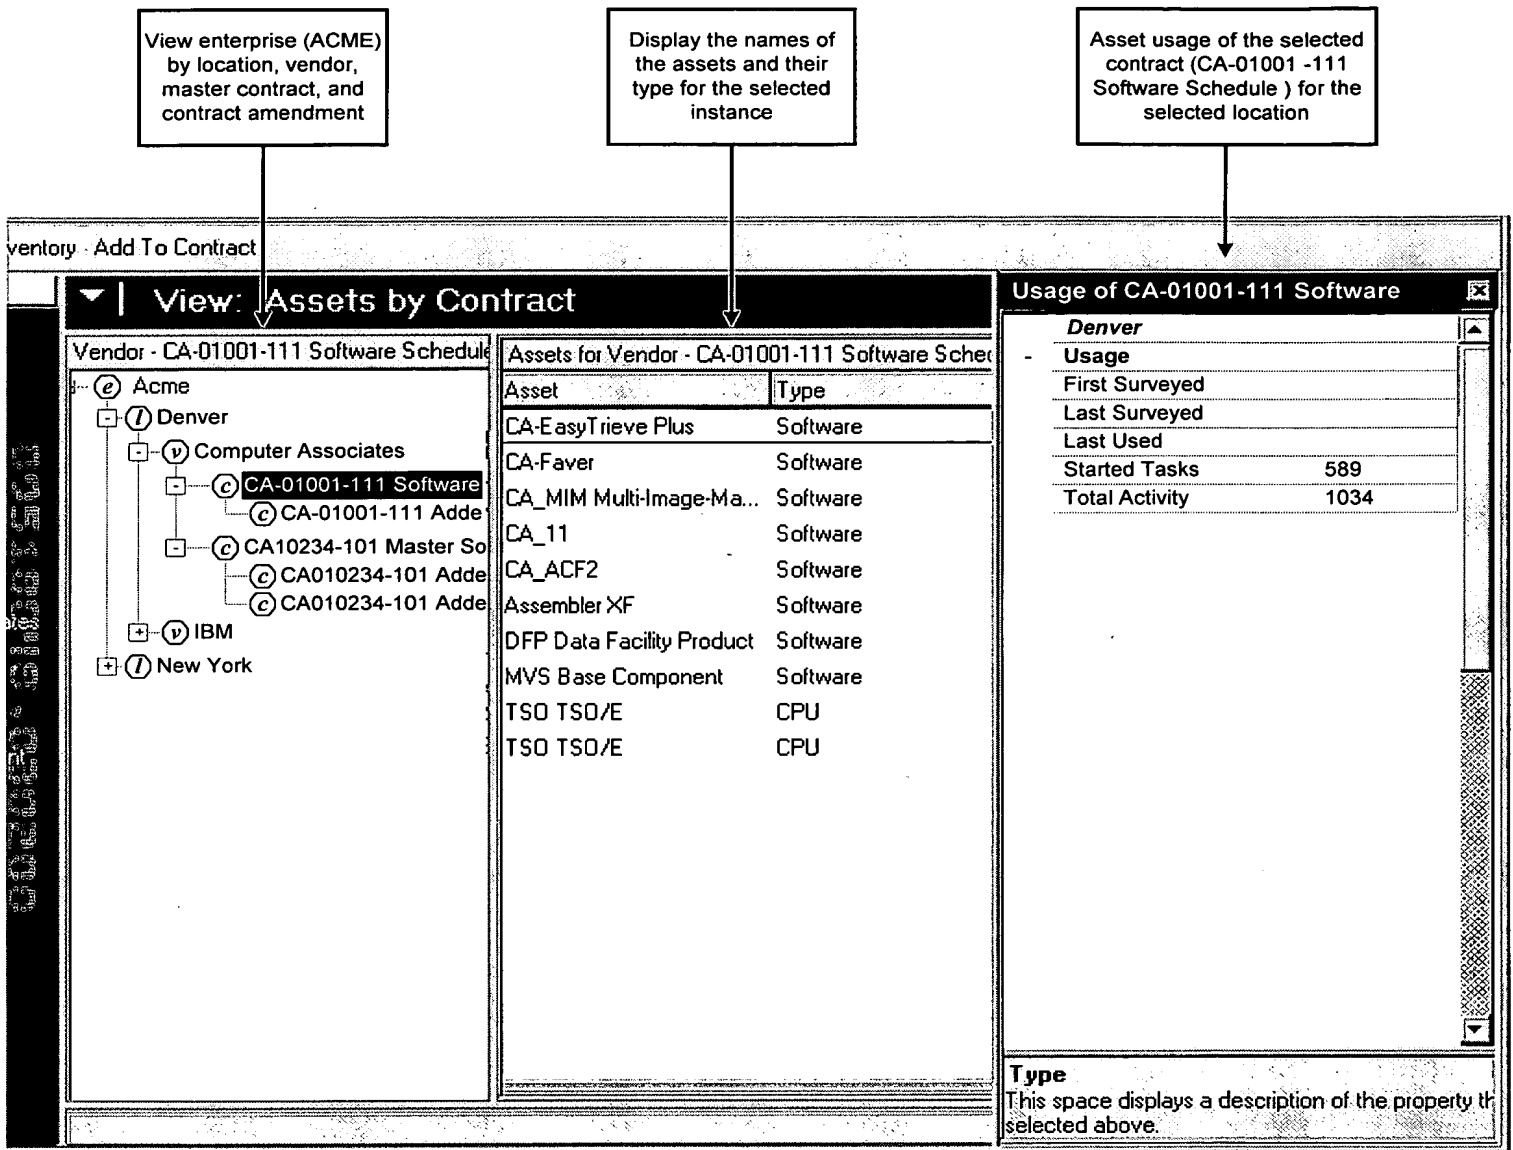 View enterprise (ACME)
by location, vendor,
master contract, and
contract amendment
Display the names of
the assets and their
type for the selected
instance
Asset usage of the selected
contract (CA-01001 -111
Software Schedule ) for the
selected location
ventory Add To Contract
View: Assets by Contract
Vendor - CA-01001-111 Software Schedule
e Acme
l Denver
v Computer Associates
c CA-01001-111 Software
c CA-01001-111 Adde
c CA10234-101 Master So
c CA010234-101 Adde
c CA010234-101 Adde
v IBM
l New York
Assets for Vendor - CA-01001-111 Software Sched
Asset Type
CA-EasyTrieve Plus Software
CA-Faver Software
CA_MIM Multi-Image-Ma... Software
CA_11 Software
CA_ACF2 Software
Assembler XF Software
DFP Data Facility Product Software
MVS Base Component Software
TSO TSO/E CPU
TSO TSO/E CPU
Usage of CA-01001-111 Software
Denver
- Usage
First Surveyed
Last Surveyed
Last Used
Started Tasks 589
Total Activity 1034
Type
This space displays a description of the property th
selected above.